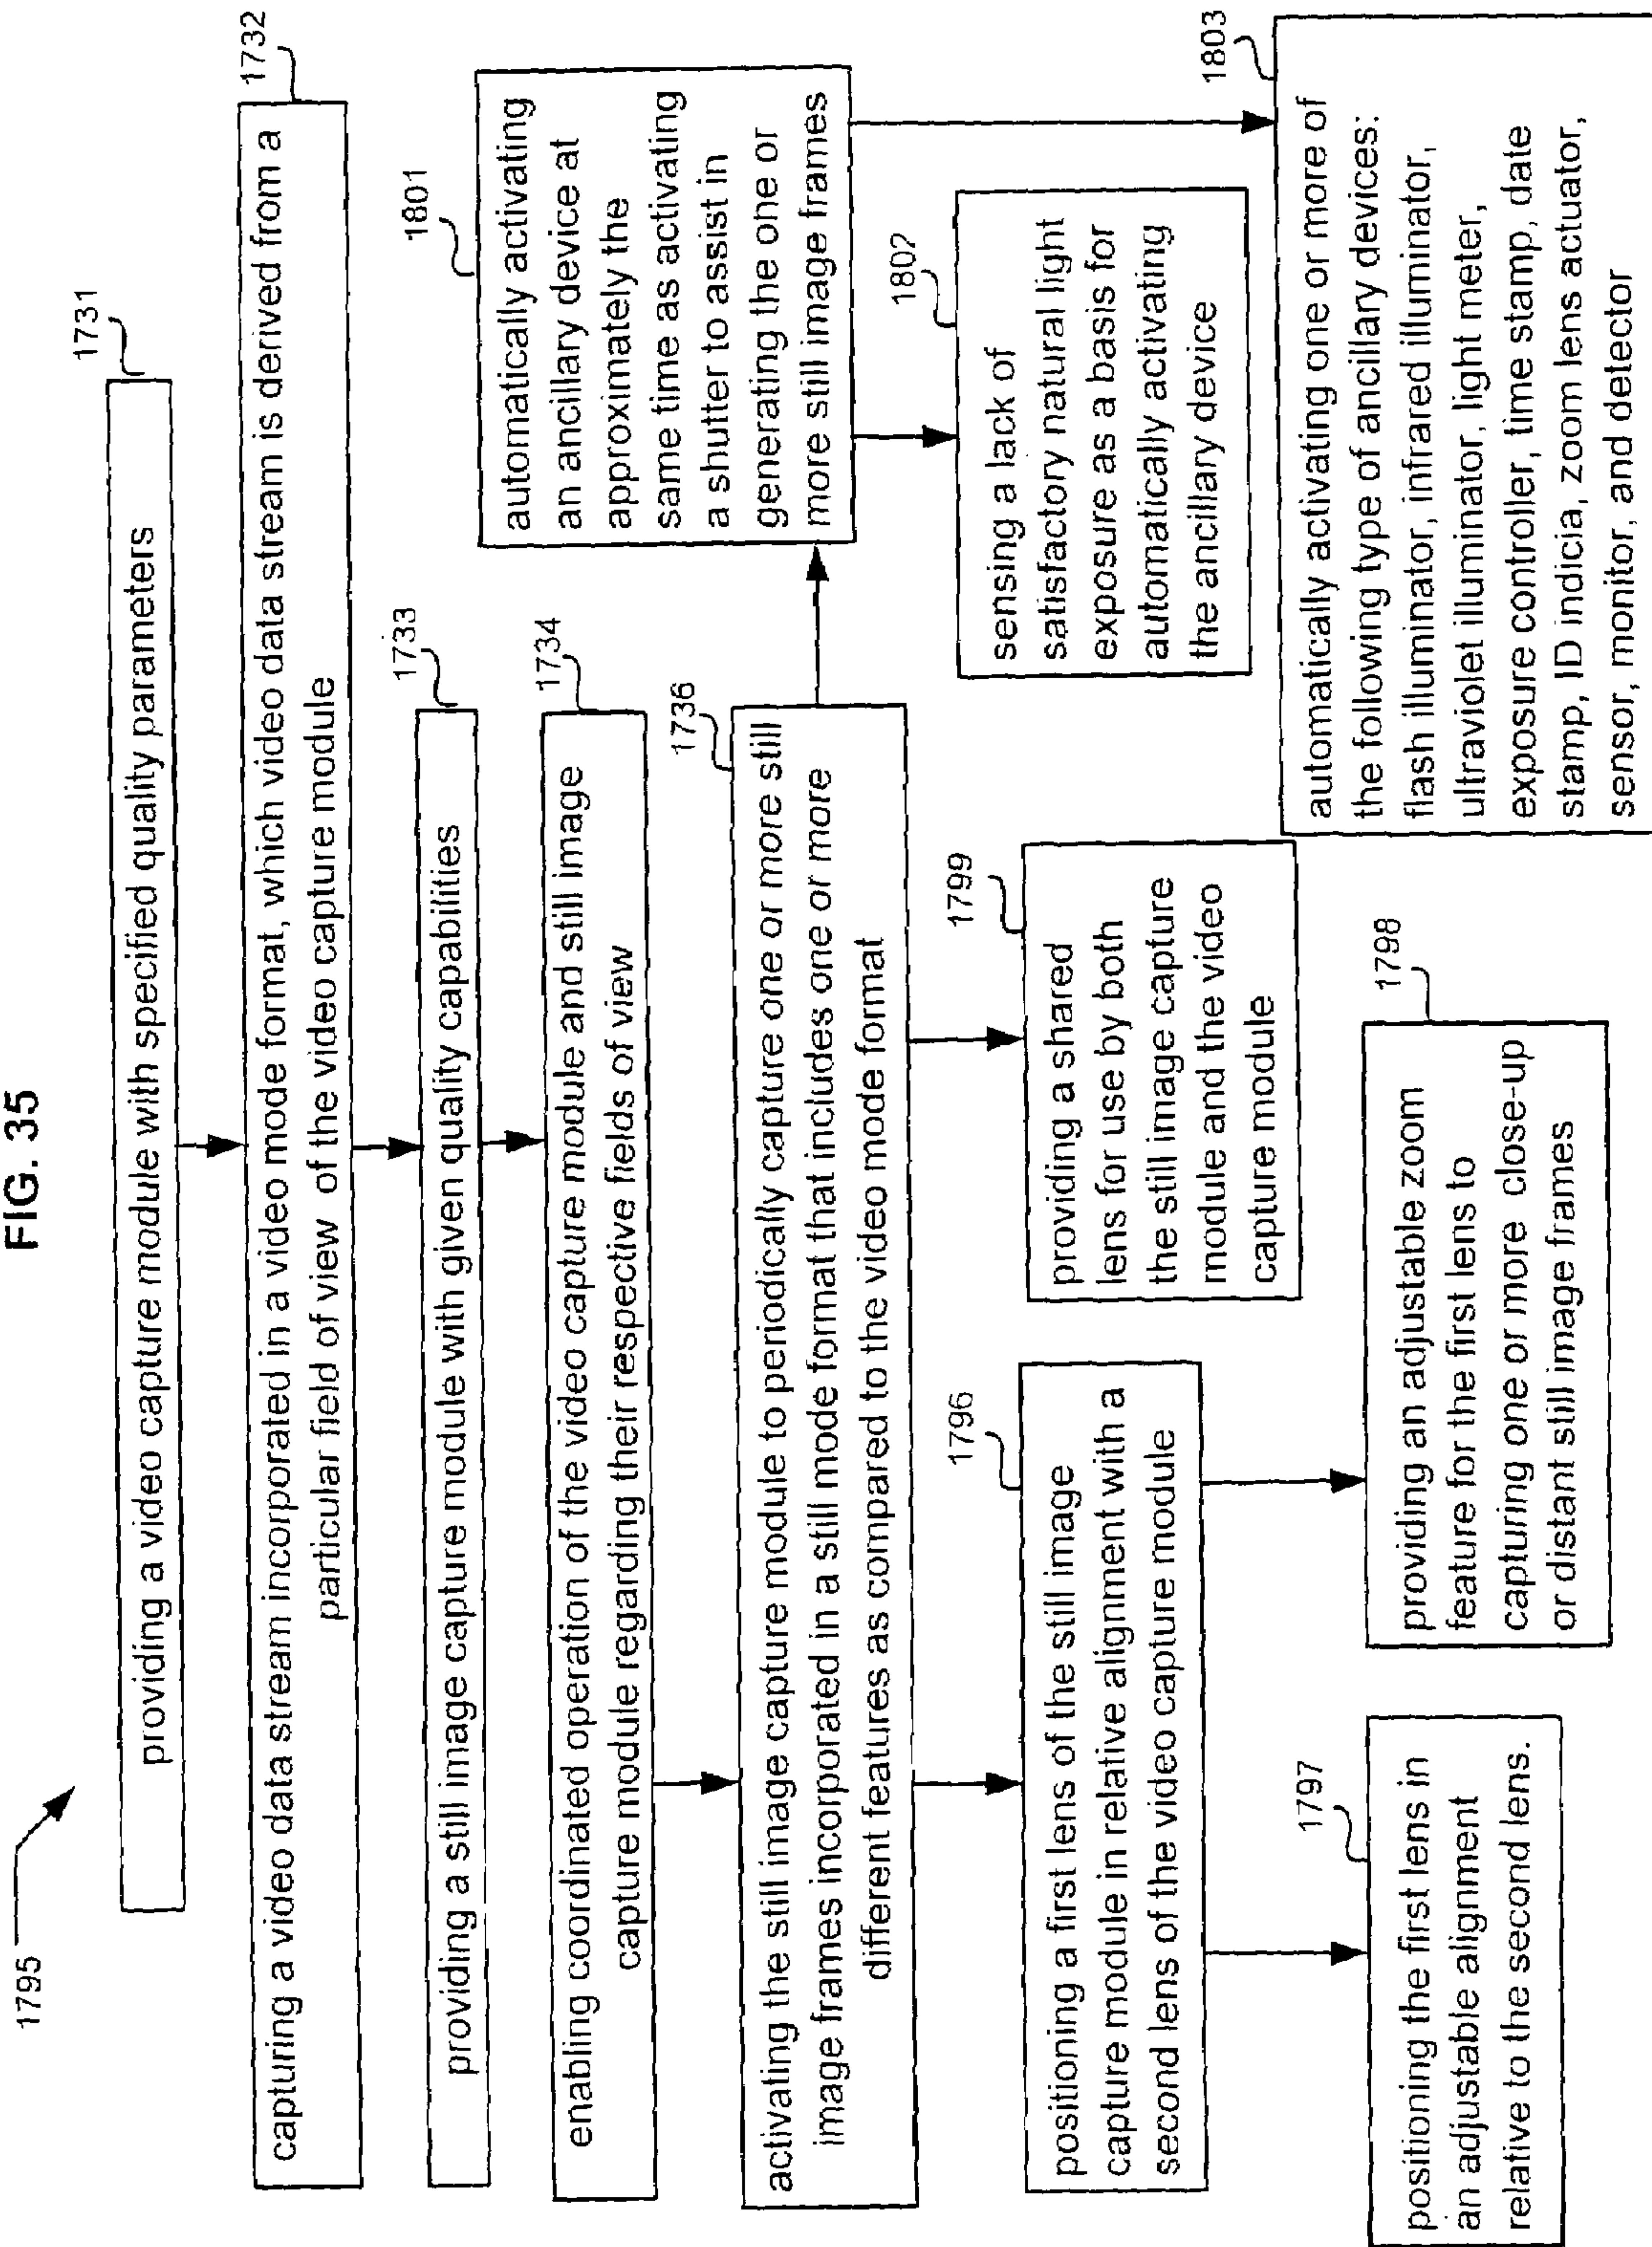 FIG. 35
1795
1731
providing a video capture module with specified quality parameters
1732
capturing a video data stream incorporated in a video mode format, which video data stream is derived from a
particular field of view of the video capture module
1733
providing a still image capture module with given quality capabilities
1734
enabling coordinated operation of the video capture module and still image
capture module regarding their respective fields of view
1736
activating the still image capture module to periodically capture one or more still
image frames incorporated in a still mode format that includes one or more
different features as compared to the video mode format
1801
automatically activating
an ancillary device at
approximately the
same time as activating
a shutter to assist in
generating the one or
more still image frames
1802
sensing a lack of
satisfactory natural light
exposure as a basis for
automatically activating
the ancillary device
1803
automatically activating one or more of
the following type of ancillary devices:
flash illuminator, infrared illuminator,
ultraviolet illuminator, light meter,
exposure controller, time stamp, date
stamp, ID indicia, zoom lens actuator,
sensor, monitor, and detector
1796
positioning a first lens of the still image
capture module in relative alignment with a
second lens of the video capture module
1799
providing a shared
lens for use by both
the still image capture
module and the video
capture module
1797
positioning the first lens in
an adjustable alignment
relative to the second lens.
1798
providing an adjustable zoom
feature for the first lens to
capturing one or more close-up
or distant still image frames